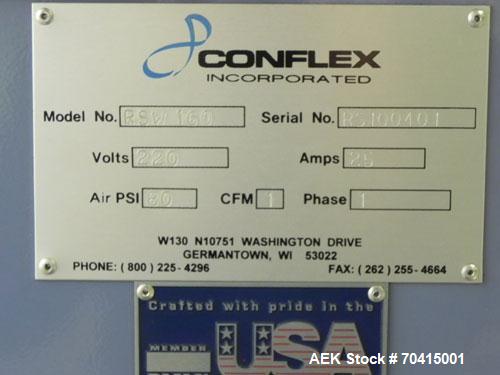 CONFLEX
INCORPORATED
Model No. RSW 160 Serial No. RS100401
Volts 220 Amps 25
Air PSI 80 CFM 1 Phase 1
W130 N10751 WASHINGTON DRIVE
GERMANTOWN, WI 53022
PHONE: (800) 225-4296 FAX: (262) 255-4664
Crafted with pride in the
USA
MEMBER
AEK Stock # 70415001